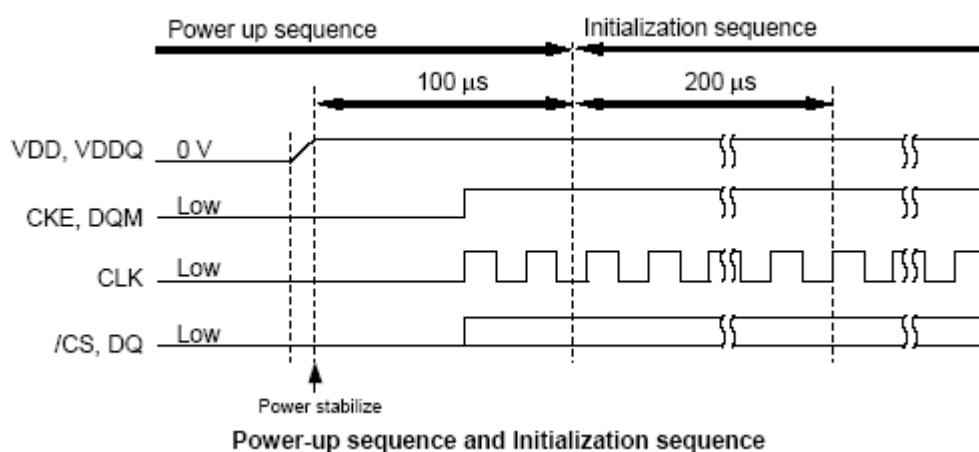 Power up sequence
Initialization sequence
100 μs
200 μs
VDD, VDDQ
0 V
CKE, DQM
Low
CLK
Low
/CS, DQ
Low
Power stabilize
Power-up sequence and Initialization sequence